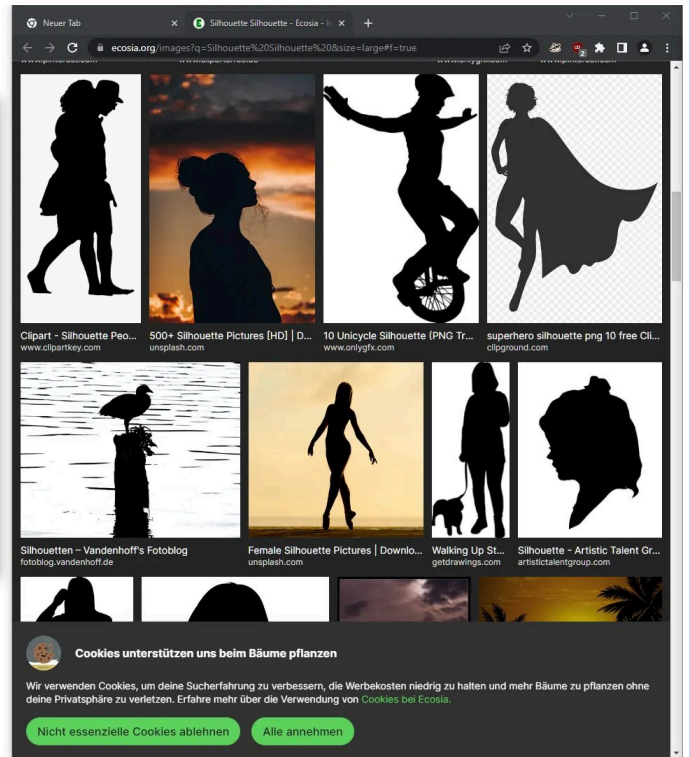 Neuer Tab
Silhouette Silhouette - Ecosia - I
ecosia.org/images?q=Silhouette%20Silhouette%20&size=large#f=true
2
Clipart - Silhouette Peo...
www.clipartkey.com
500+ Silhouette Pictures [HD] | D...
unsplash.com
10 Unicycle Silhouette (PNG Tr...
www.onlygfx.com
superhero silhouette png 10 free Cli...
clipground.com
Silhouetten – Vandenhoff's Fotoblog
fotoblog.vandenhoff.de
Female Silhouette Pictures | Downlo...
unsplash.com
Walking Up St...
getdrawings.com
Silhouette - Artistic Talent Gr...
artistictalentgroup.com
Cookies unterstützen uns beim Bäume pflanzen
Wir verwenden Cookies, um deine Sucherfahrung zu verbessern, die Werbekosten niedrig zu halten und mehr Bäume zu pflanzen ohne
deine Privatsphäre zu verletzen. Erfahre mehr über die Verwendung von Cookies bei Ecosia.
Nicht essenzielle Cookies ablehnen
Alle annehmen